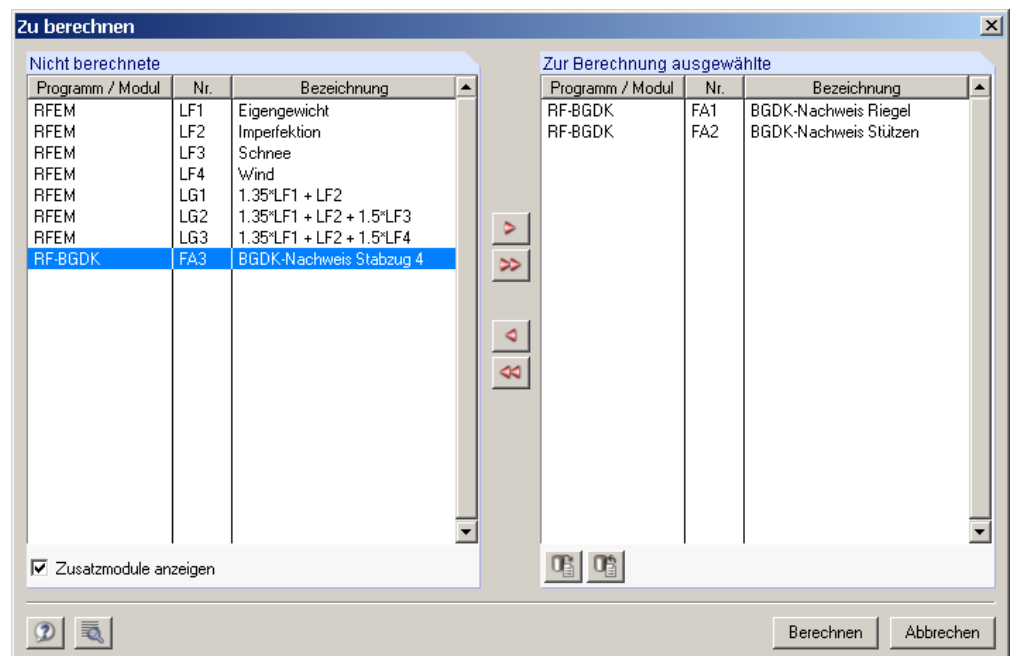 Zu berechnen
Nicht berechnete
Programm / Modul Nr. Bezeichnung
RFEM LF1 Eigengewicht
RFEM LF2 Imperfektion
RFEM LF3 Schnee
RFEM LF4 Wind
RFEM LG1 1.35*LF1 + LF2
RFEM LG2 1.35*LF1 + LF2 + 1.5*LF3
RFEM LG3 1.35*LF1 + LF2 + 1.5*LF4
RF-BGDK FA3 BGDK-Nachweis Stabzug 4
Zusatzmodule anzeigen
Zur Berechnung ausgewählte
Programm / Modul Nr. Bezeichnung
RF-BGDK FA1 BGDK-Nachweis Riegel
RF-BGDK FA2 BGDK-Nachweis Stützen
Berechnen Abbrechen